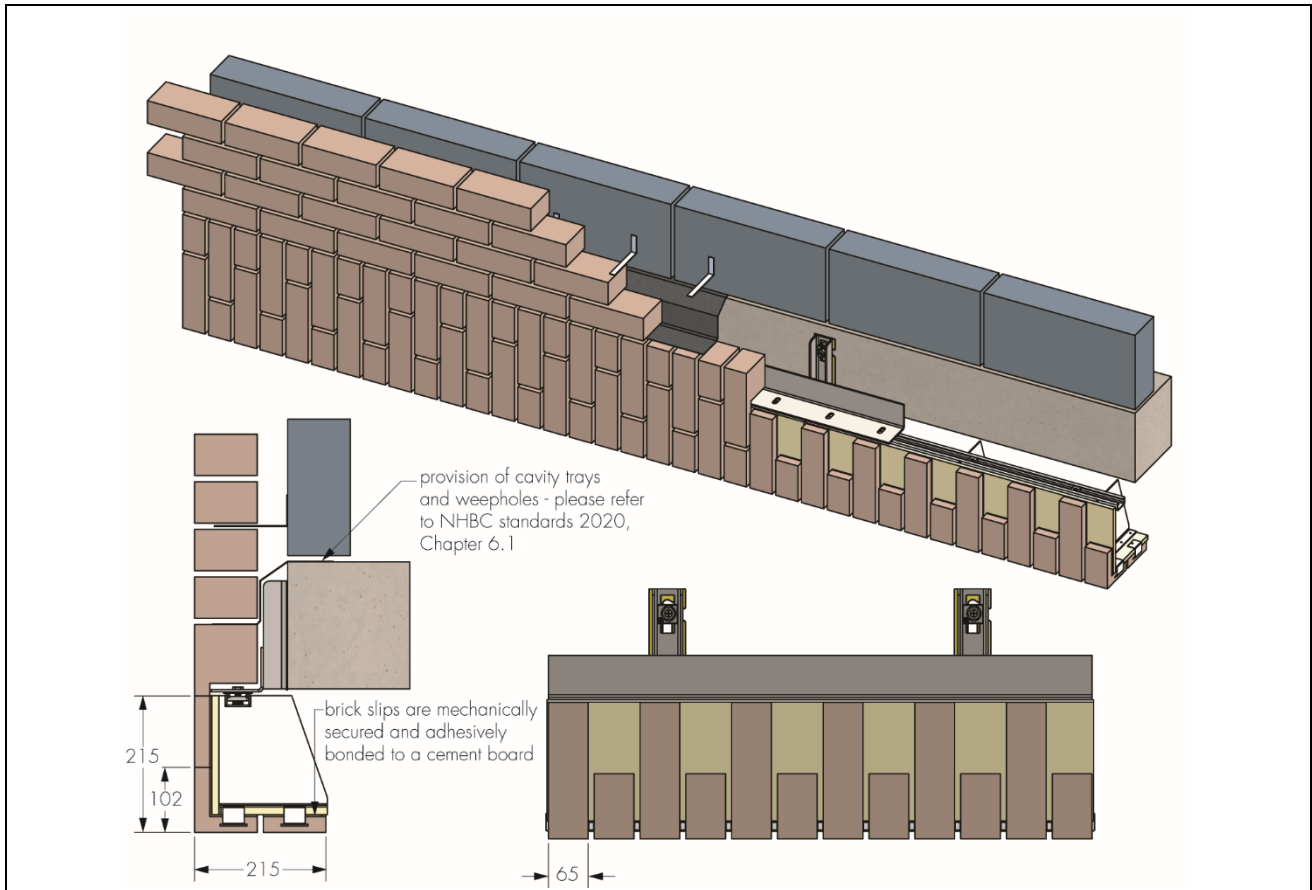 provision of cavity trays
and weepholes - please refer
to NHBC standards 2020,
Chapter 6.1
brick slips are mechanically
secured and adhesively
bonded to a cement board
215
102
215
65